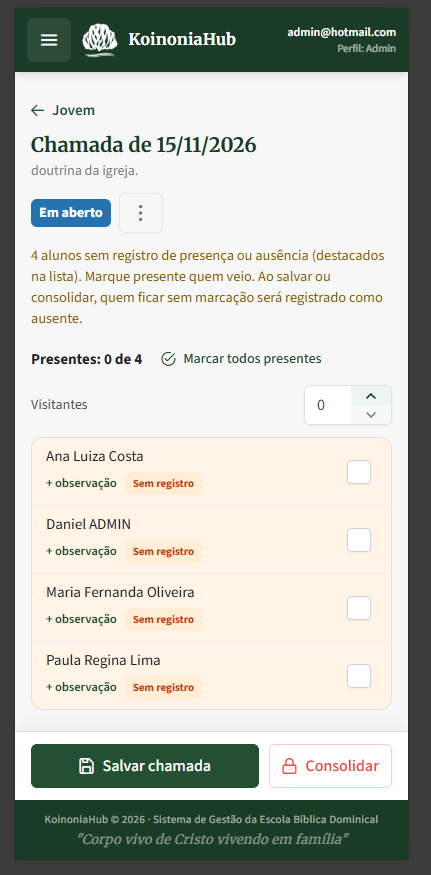 KoinoniaHub
admin@hotmail.com
Perfil: Admin
← Jovem
Chamada de 15/11/2026
doutrina da igreja.
Em aberto
4 alunos sem registro de presença ou ausência (destacados
na lista). Marque presente quem veio. Ao salvar ou
consolidar, quem ficar sem marcação será registrado como
ausente.
Presentes: 0 de 4
Marcar todos presentes
Visitantes
0
Ana Luiza Costa
+ observação
Sem registro
Daniel ADMIN
+ observação
Sem registro
Maria Fernanda Oliveira
+ observação
Sem registro
Paula Regina Lima
+ observação
Sem registro
Salvar chamada
Consolidar
KoinoniaHub © 2026 · Sistema de Gestão da Escola Bíblica Dominical
"Corpo vivo de Cristo vivendo em família"